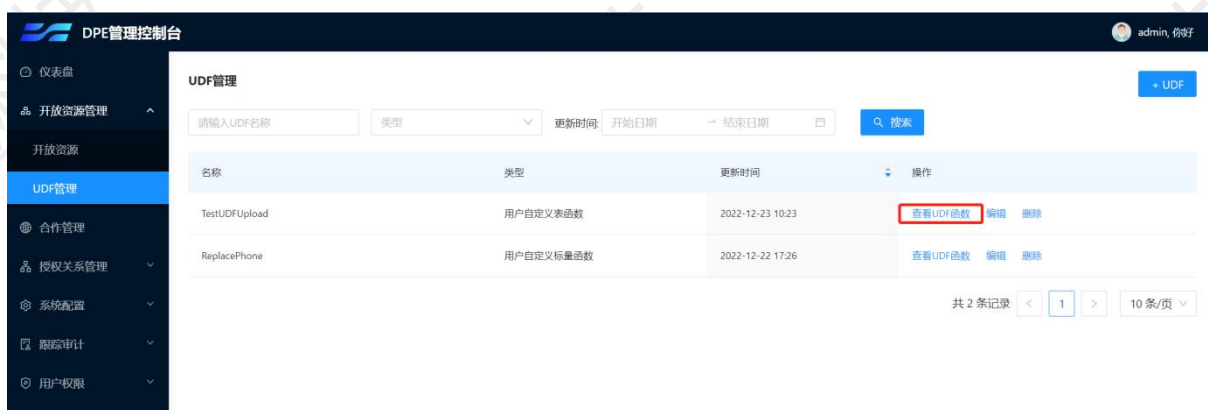 DPE管理控制台
admin, 你好
仪表盘
开放资源管理
开放资源
UDF管理
合作管理
授权关系管理
系统配置
跟踪审计
用户权限
UDF管理
+ UDF
请输入UDF名称 类型 更新时间: 开始日期 → 结束日期 搜索
名称 类型 更新时间 操作
TestUDFUpload 用户自定义表函数 2022-12-23 10:23 查看UDF函数 编辑 删除
ReplacePhone 用户自定义标量函数 2022-12-22 17:26 查看UDF函数 编辑 删除
共 2 条记录 < 1 > 10 条/页